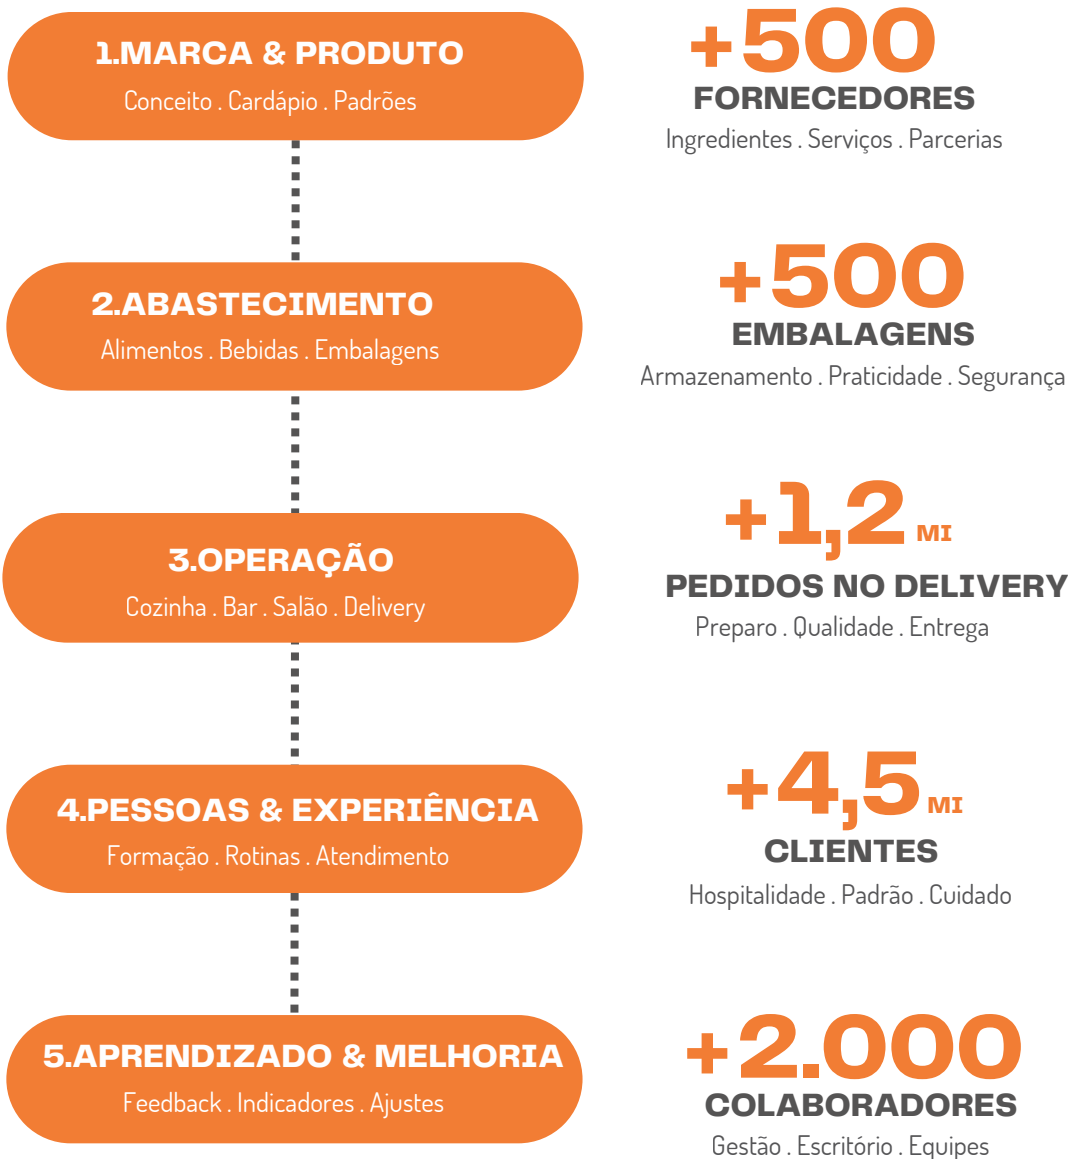 1.MARCA & PRODUTO
Conceito . Cardápio . Padrões
+500
FORNECEDORES
Ingredientes . Serviços . Parcerias
2.ABASTECIMENTO
Alimentos . Bebidas . Embalagens
+500
EMBALAGENS
Armazenamento . Praticidade . Segurança
3.OPERAÇÃO
Cozinha . Bar . Salão . Delivery
+1,2 MI
PEDIDOS NO DELIVERY
Preparo . Qualidade . Entrega
4.PESSOAS & EXPERIÊNCIA
Formação . Rotinas . Atendimento
+4,5 MI
CLIENTES
Hospitalidade . Padrão . Cuidado
5.APRENDIZADO & MELHORIA
Feedback . Indicadores . Ajustes
+2.000
COLABORADORES
Gestão . Escritório . Equipes